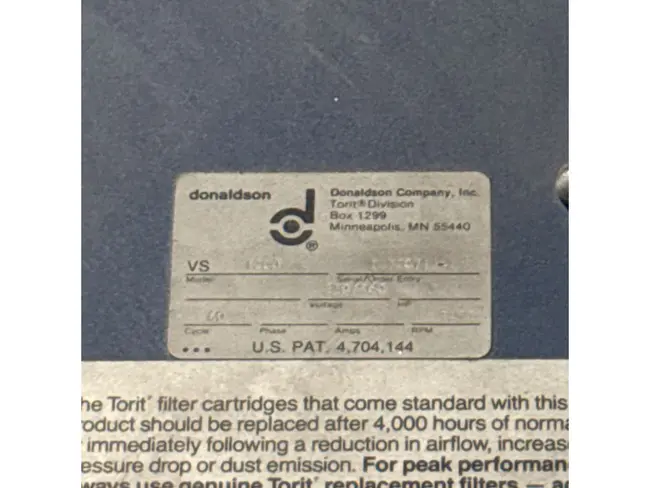 donaldson
Donaldson Company, Inc.
Torit® Division
Box 1299
Minneapolis, MN 55440
®
VS
Model
Serial/Order Entry
Voltage
HP
60
Cycle
Phase
Amps
RPM
••• U.S. PAT. 4,704,144
he Torit® filter cartridges that come standard with this
oduct should be replaced after 4,000 hours of norma
immediately following a reduction in airflow, increas
essure drop or dust emission. For peak performan
ways use genuine Torit® replacement filters — a